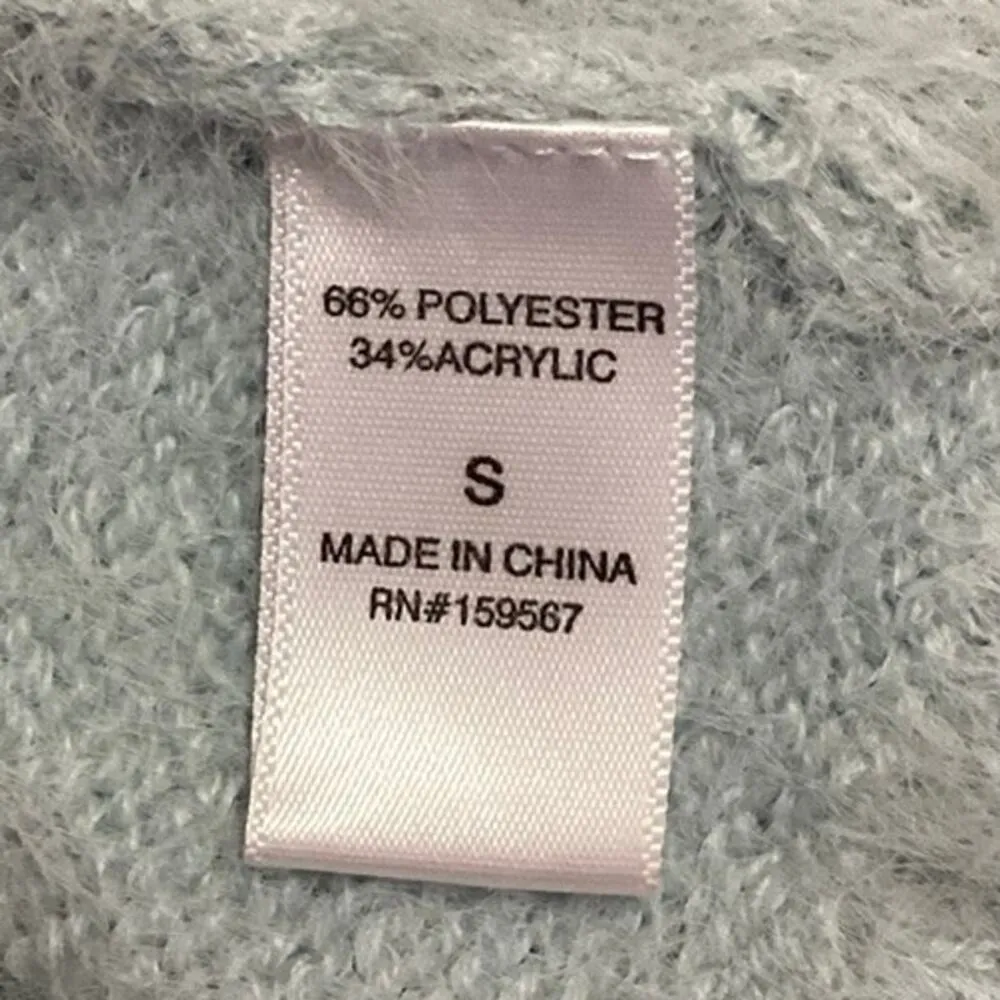 66% POLYESTER
34%ACRYLIC
S
MADE IN CHINA
RN#159567